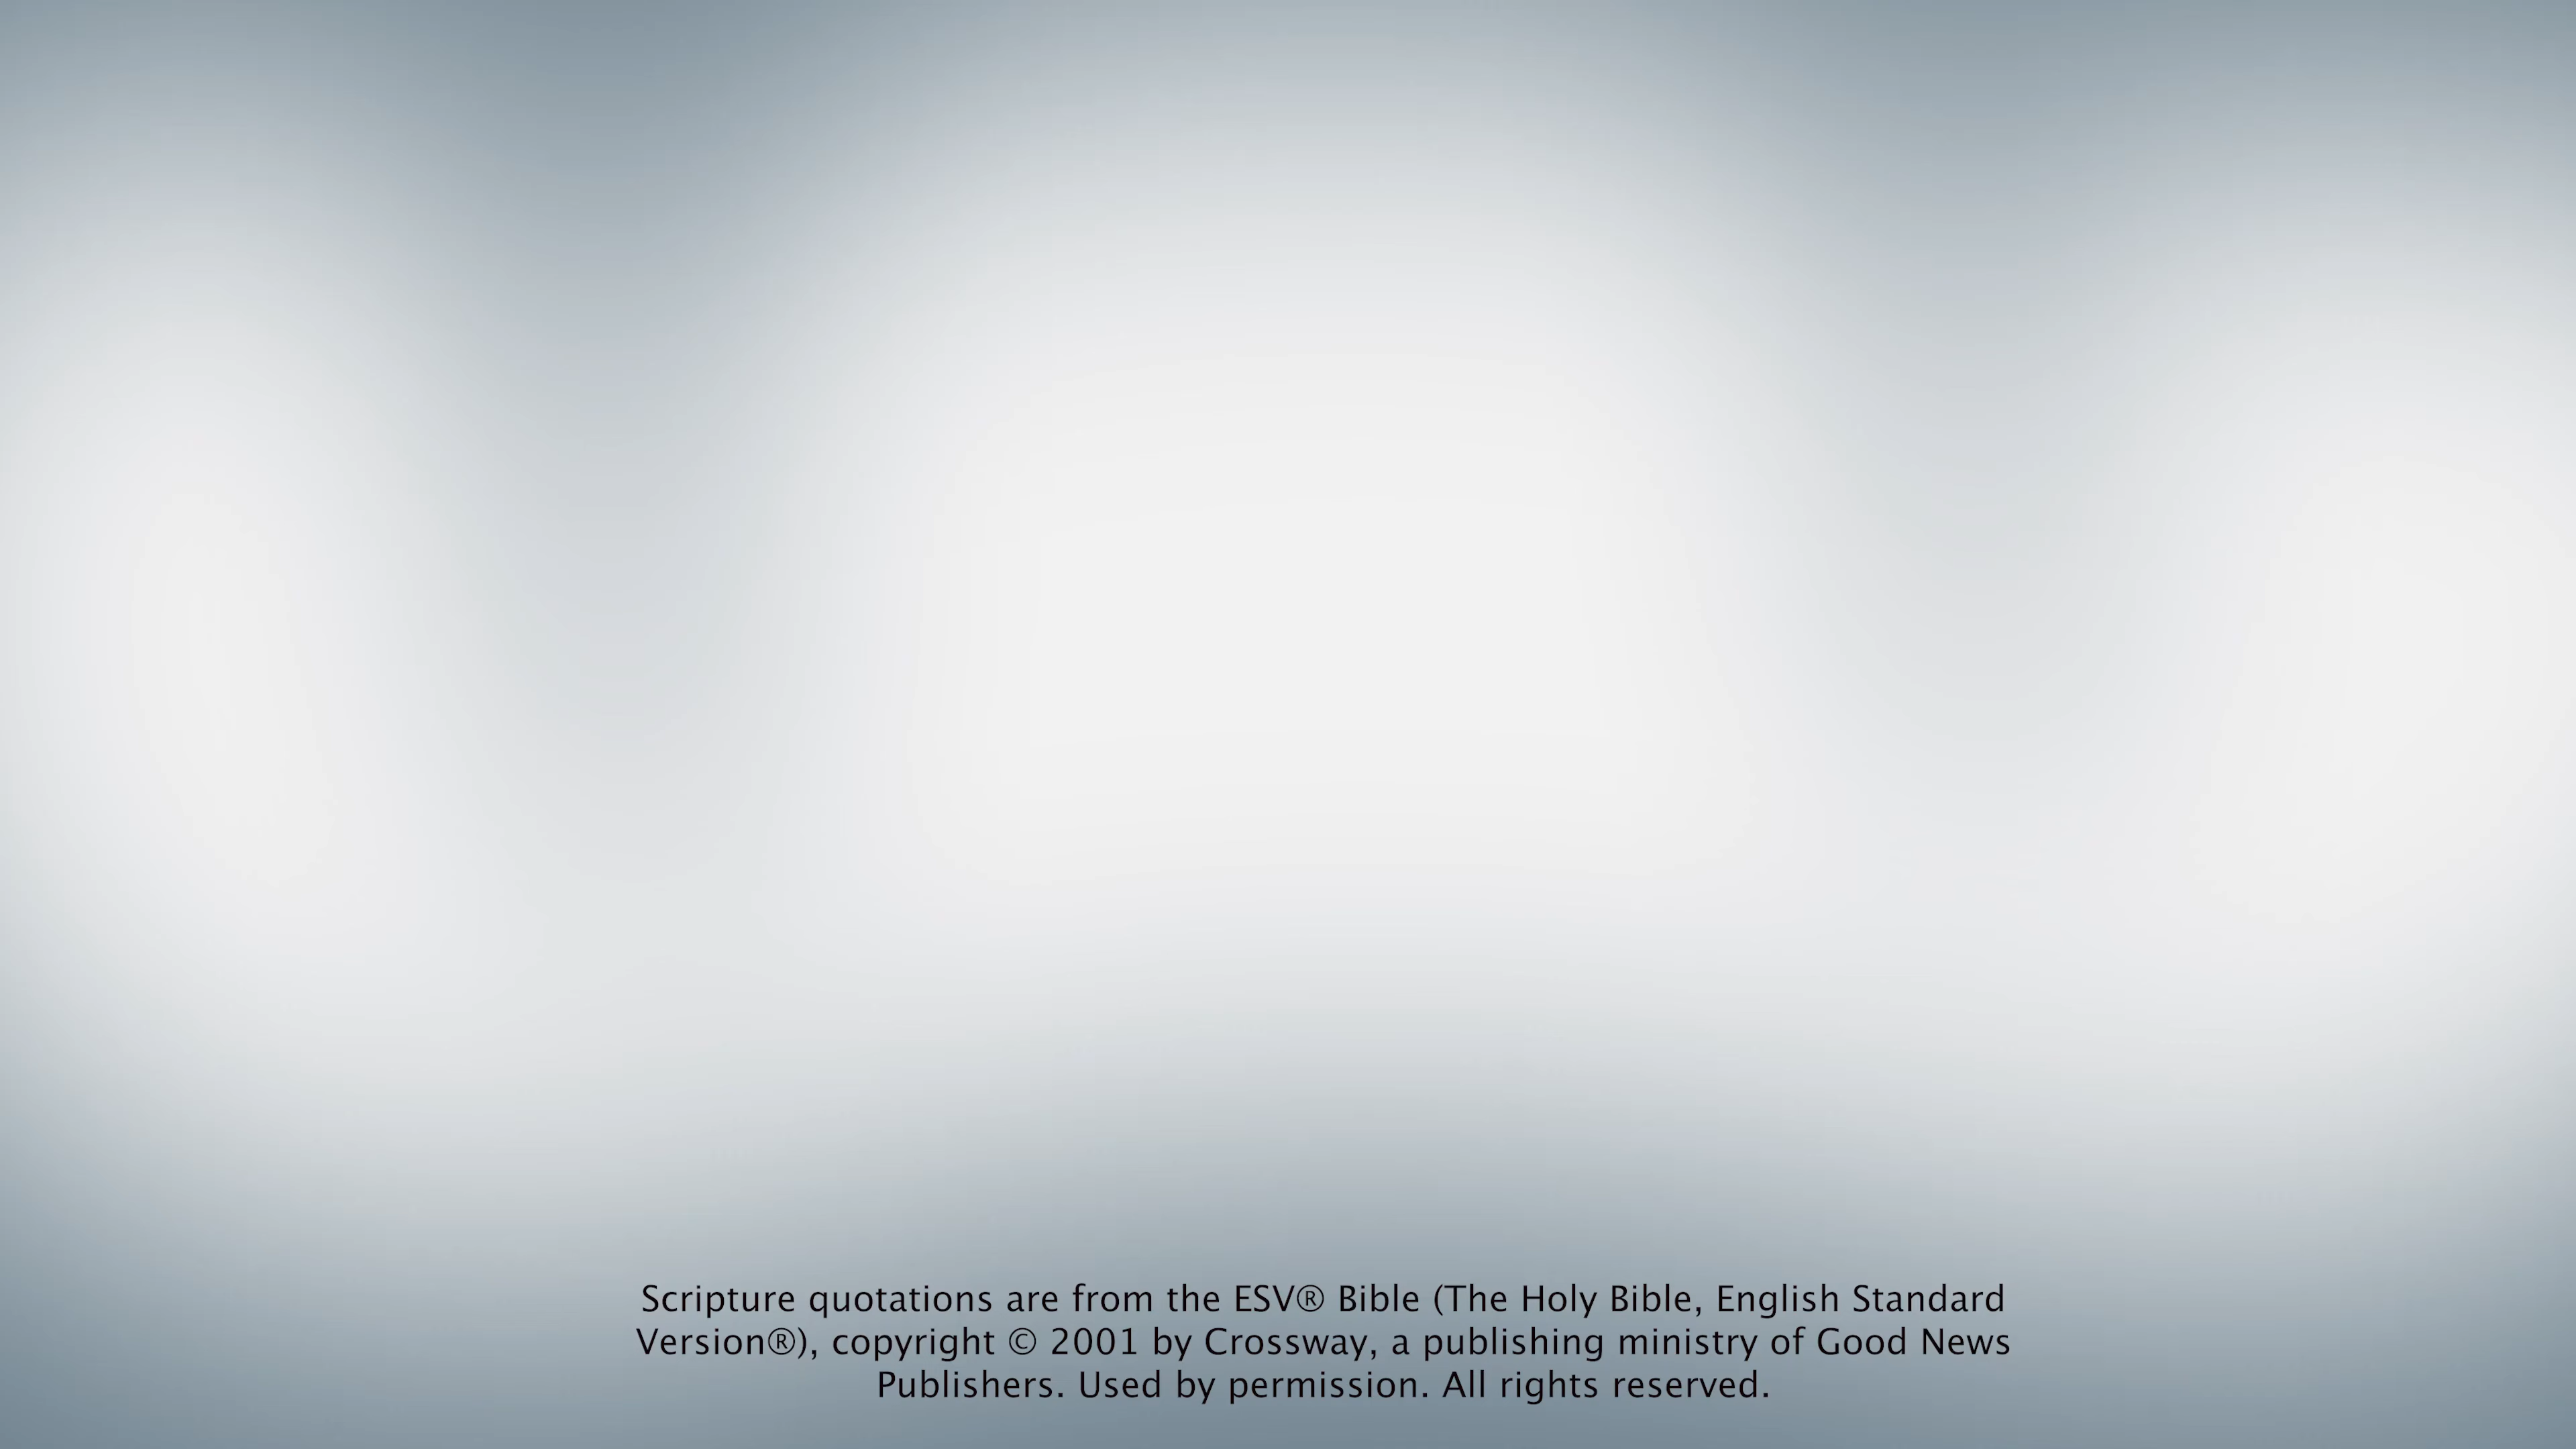 Scripture quotations are from the ESV® Bible (The Holy Bible, English Standard
Version®), copyright © 2001 by Crossway, a publishing ministry of Good News
Publishers. Used by permission. All rights reserved.